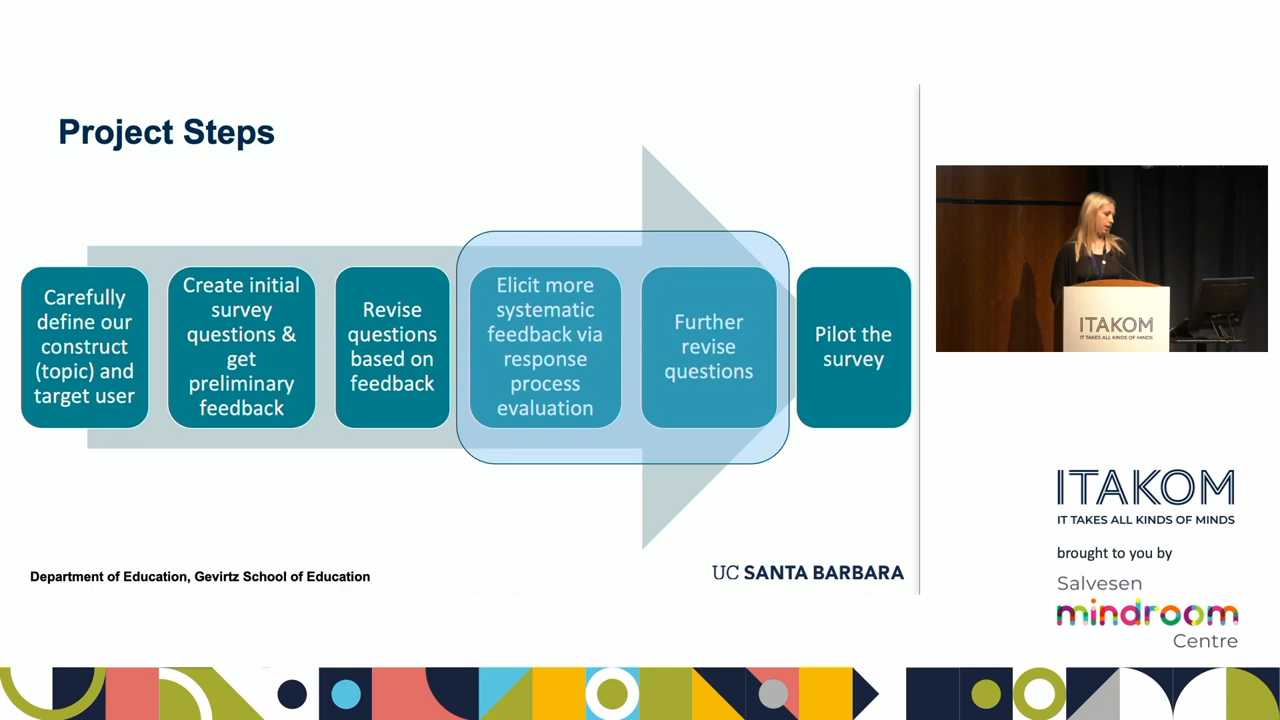 Project Steps
Carefully
define our
construct
(topic) and
target user
Create initial
survey
questions &
get
preliminary
feedback
Revise
questions
based on
feedback
Elicit more
systematic
feedback via
response
process
evaluation
Further
revise
questions
Pilot the
survey
Department of Education, Gevirtz School of Education
UC SANTA BARBARA
ITAKOM
IT TAKES ALL KINDS OF MINDS
ITAKOM
IT TAKES ALL KINDS OF MINDS
brought to you by
Salvesen
mindroom
Centre